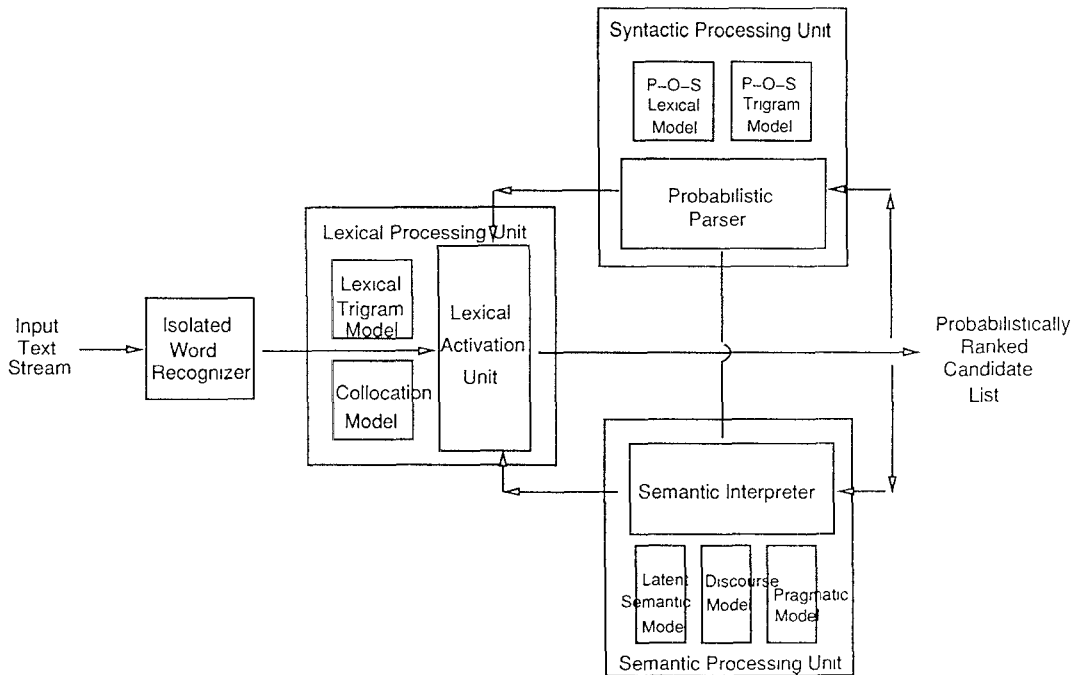 Syntactic Processing Unit
P-O-S
Lexical
Model
P-O-S
Trigram
Model
Probabilistic
Parser
Lexical Processing Unit
Lexical
Trigram
Model
Collocation
Model
Lexical
Activation
Unit
Input
Text
Stream
Isolated
Word
Recognizer
Probabilistically
Ranked
Candidate
List
Semantic Interpreter
Latent
Semantic
Model
Discourse
Model
Pragmatic
Model
Semantic Processing Unit